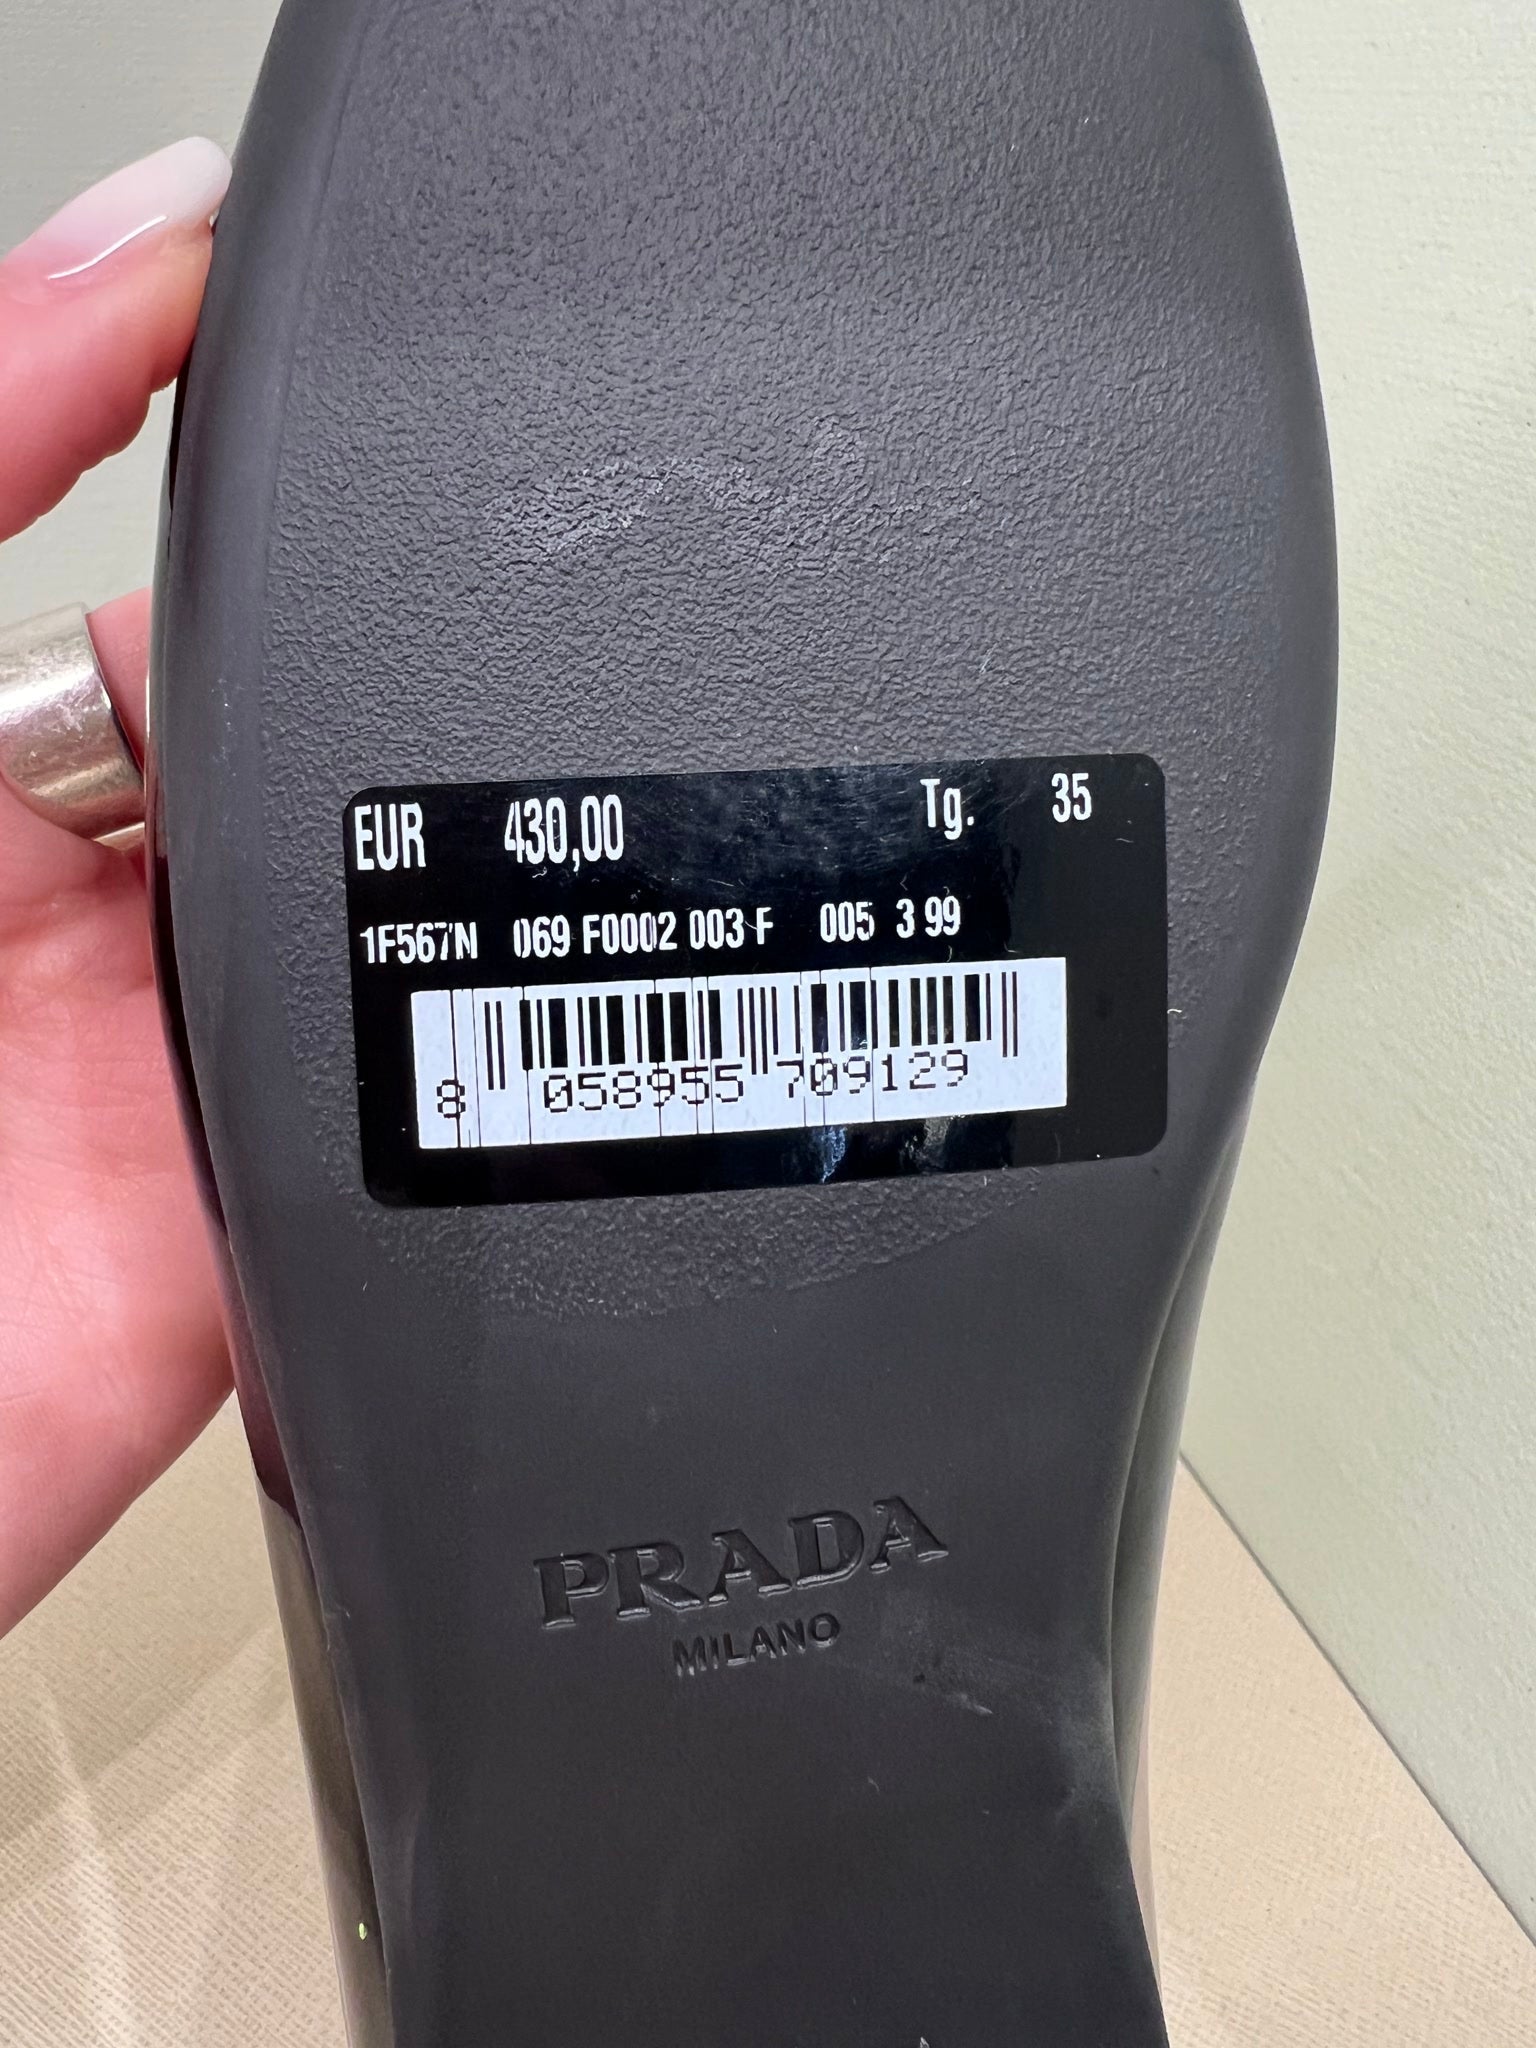 EUR 430,00 Tg. 35
1F567N 069 F0002 003 F 005 3 99
8 058955 709129
PRADA
MILANO